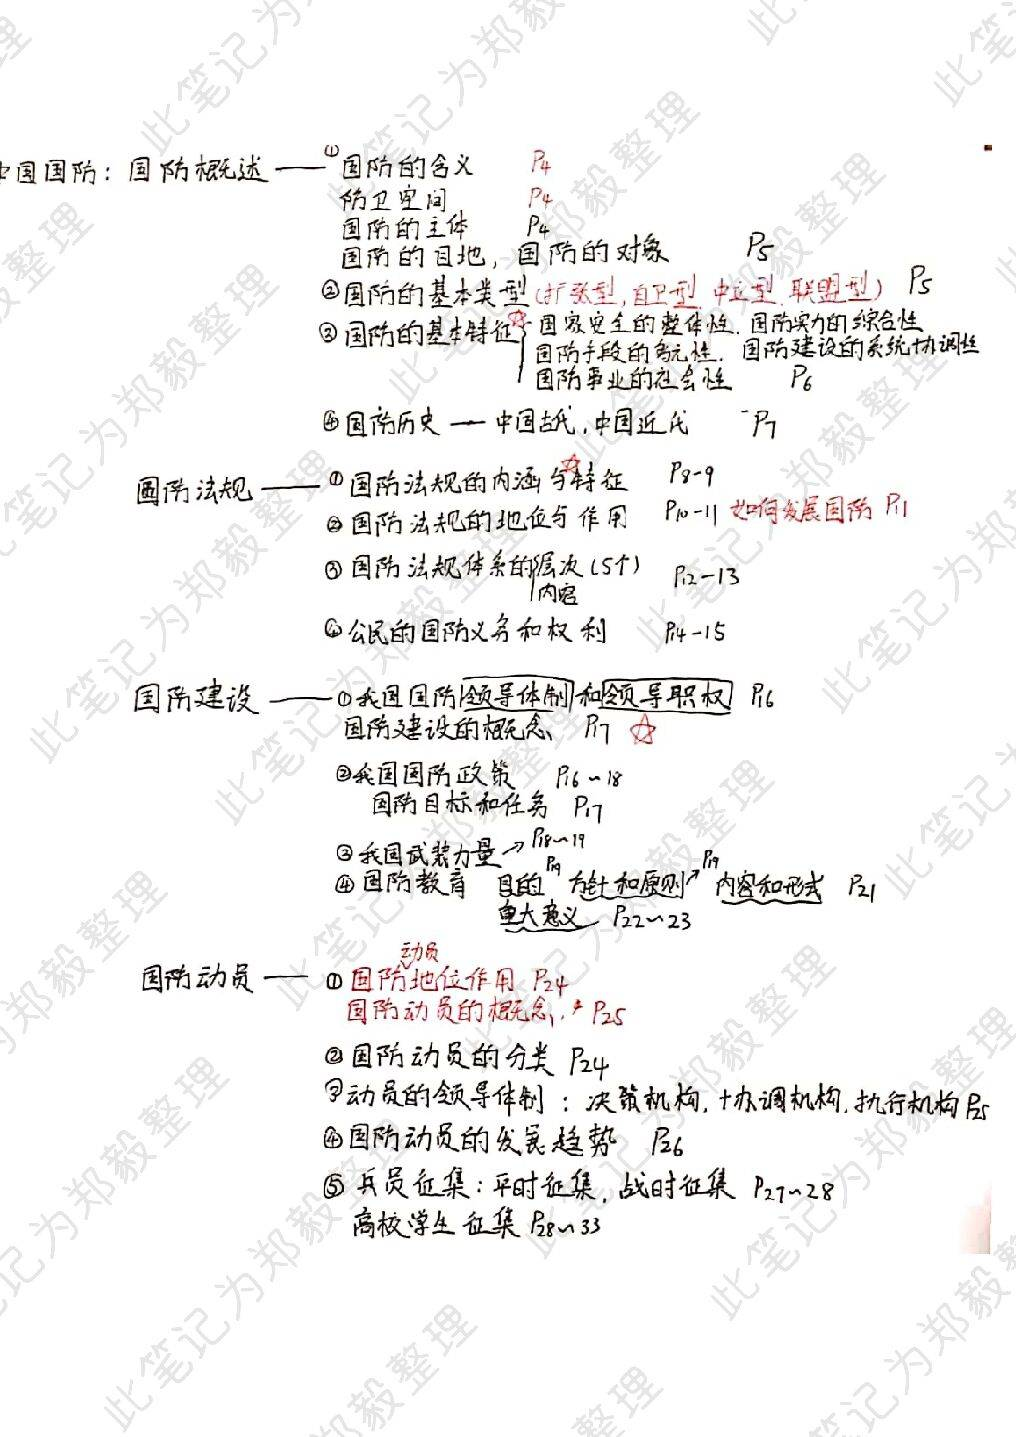 中国国防：国防概述 —— ①国防的含义 P4
防卫空间 P4
国防的主体 P4
国防的目地，国防的对象 P5
②国防的基本类型（扩张型，自卫型，中立型，联盟型） P5
③国防的基本特征☆ 国家安全的整体性．国防实力的综合性
国防手段的多元性．国防建设的系统协调性
国防事业的社会性 P6
④国防历史 — 中国古代，中国近代 P7
国防法规 —— ①国防法规的内涵与特征☆ P8-9
②国防法规的地位与作用 P10-11 如何发展国防 P11
③国防法规体系的层次（5个） P12-13
内容
④公民的国防义务和权利 P14-15
国防建设 —— ①我国国防领导体制和领导职权 P16
国防建设的概念 P17 ☆
②我国国防政策 P16~18
国防目标和任务 P17
③我国武装力量→P18~19
④国防教育 目的P19 方针和原则→P19 内容和形式 P21
重大意义 P22~23
国防动员 —— ①国防动员地位作用 P24
国防动员的概念．* P25
②国防动员的分类 P24
③动员的领导体制：决策机构，协调机构，执行机构 P25
④国防动员的发展趋势 P26
⑤兵员征集：平时征集，战时征集 P27~28
高校学生征集 P28~33
此笔记为郑毅整理